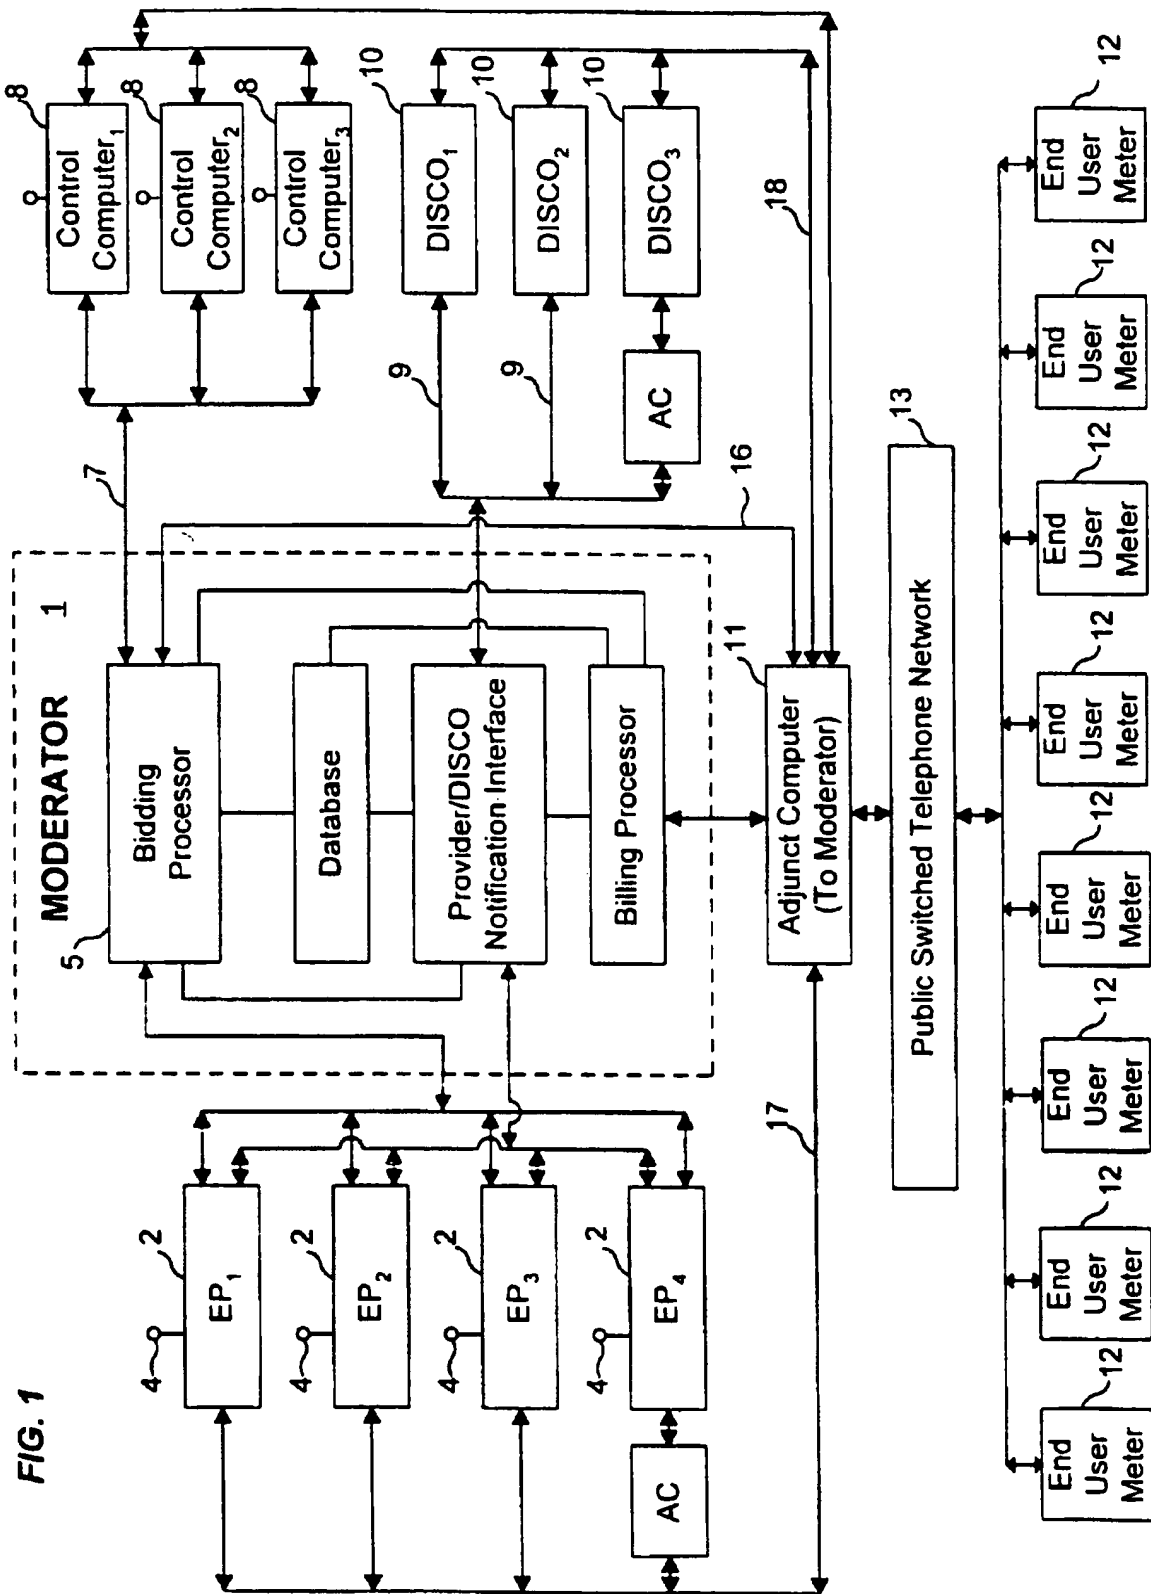 FIG. 1
MODERATOR
1
5
Bidding
Processor
Database
Provider/DISCO
Notification Interface
Billing Processor
4
2
EP1
4
2
EP2
4
2
EP3
4
2
EP4
AC
7
8
Control
Computer1
8
Control
Computer2
8
Control
Computer3
9
10
DISCO1
9
10
DISCO2
10
DISCO3
AC
16
17
18
11
Adjunct Computer
(To Moderator)
13
Public Switched Telephone Network
12
End
User
Meter
12
End
User
Meter
12
End
User
Meter
12
End
User
Meter
12
End
User
Meter
12
End
User
Meter
12
End
User
Meter
12
End
User
Meter